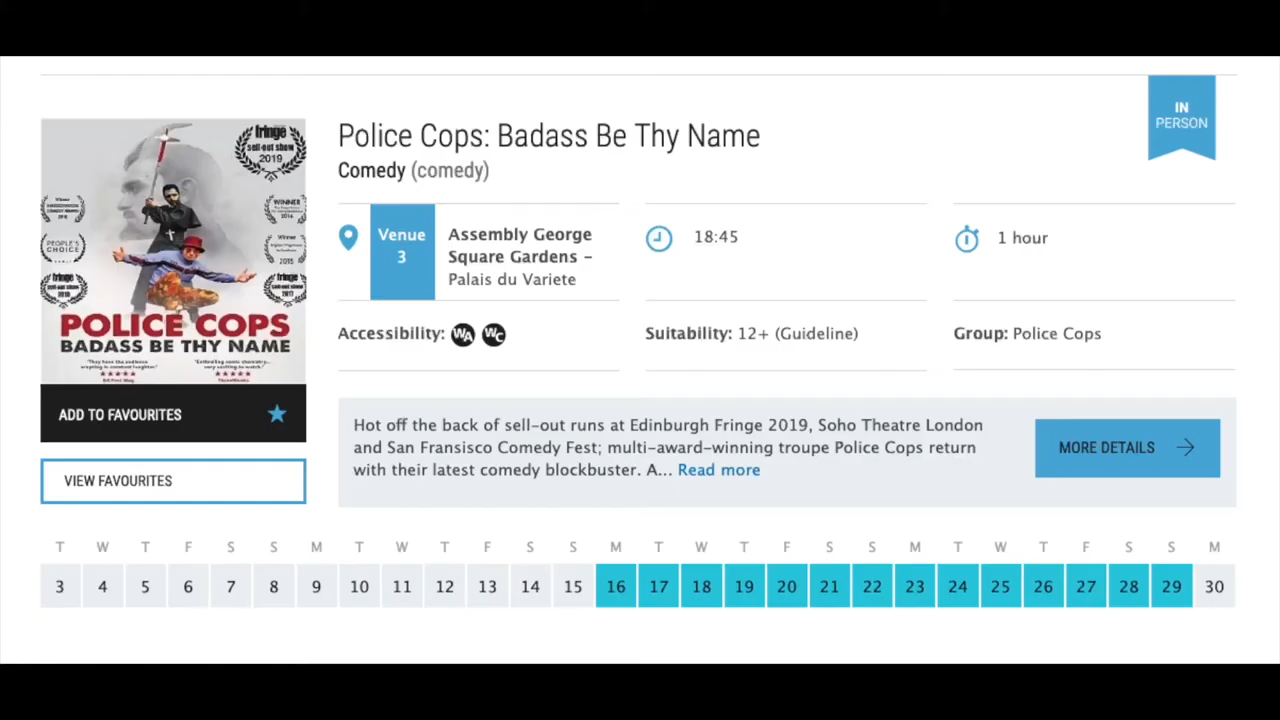 IN
PERSON
Police Cops: Badass Be Thy Name
Comedy (comedy)
fringe
sell-out show
2019
WINNER
PEOPLE'S
CHOICE
fringe
fringe
POLICE COPS
BADASS BE THY NAME
ADD TO FAVOURITES
VIEW FAVOURITES
Venue
3
Assembly George
Square Gardens –
Palais du Variete
18:45
1 hour
Accessibility: WA WC
Suitability: 12+ (Guideline)
Group: Police Cops
Hot off the back of sell-out runs at Edinburgh Fringe 2019, Soho Theatre London
and San Fransisco Comedy Fest; multi-award-winning troupe Police Cops return
with their latest comedy blockbuster. A... Read more
MORE DETAILS
T W T F S S M T W T F S S M T W T F S S M T W T F S S M
3 4 5 6 7 8 9 10 11 12 13 14 15 16 17 18 19 20 21 22 23 24 25 26 27 28 29 30